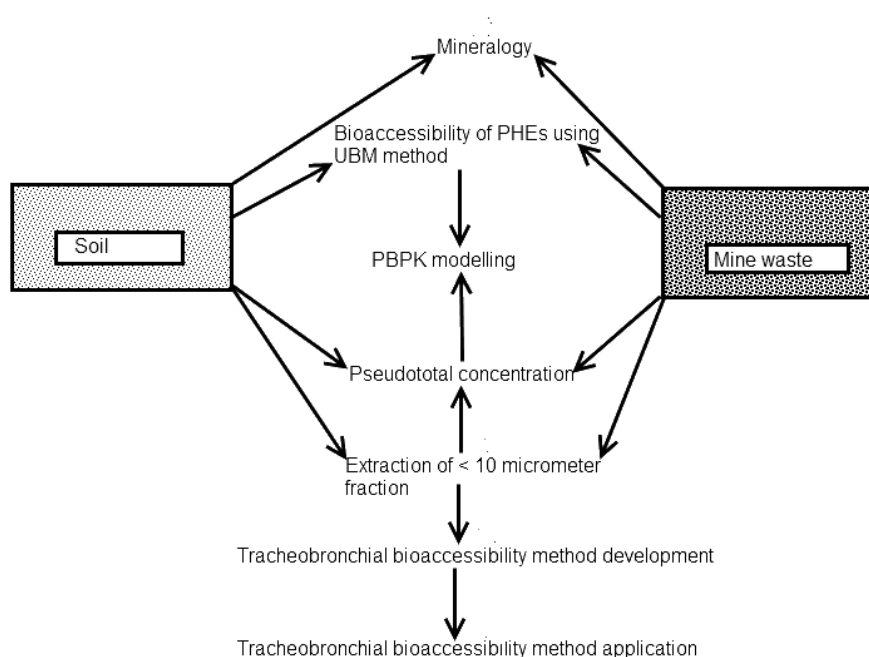 Mineralogy
Bioaccessibility of PHEs using
UBM method
Soil
PBPK modelling
Mine waste
Pseudototal concentration
Extraction of < 10 micrometer
fraction
Tracheobronchial bioaccessibility method development
Tracheobronchial bioaccessibility method application